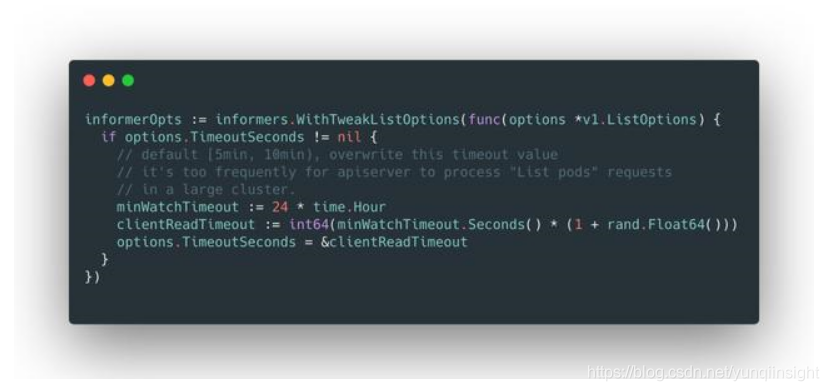 informerOpts := informers.WithTweakListOptions(func(options *v1.ListOptions) {
  if options.TimeoutSeconds != nil {
    // default [5min, 10min), overwrite this timeout value
    // it's too frequently for apiserver to process "List pods" requests
    // in a large cluster.
    minWatchTimeout := 24 * time.Hour
    clientReadTimeout := int64(minWatchTimeout.Seconds() * (1 + rand.Float64()))
    options.TimeoutSeconds = &clientReadTimeout
  }
})
https://blog.csdn.net/yunqiinsight